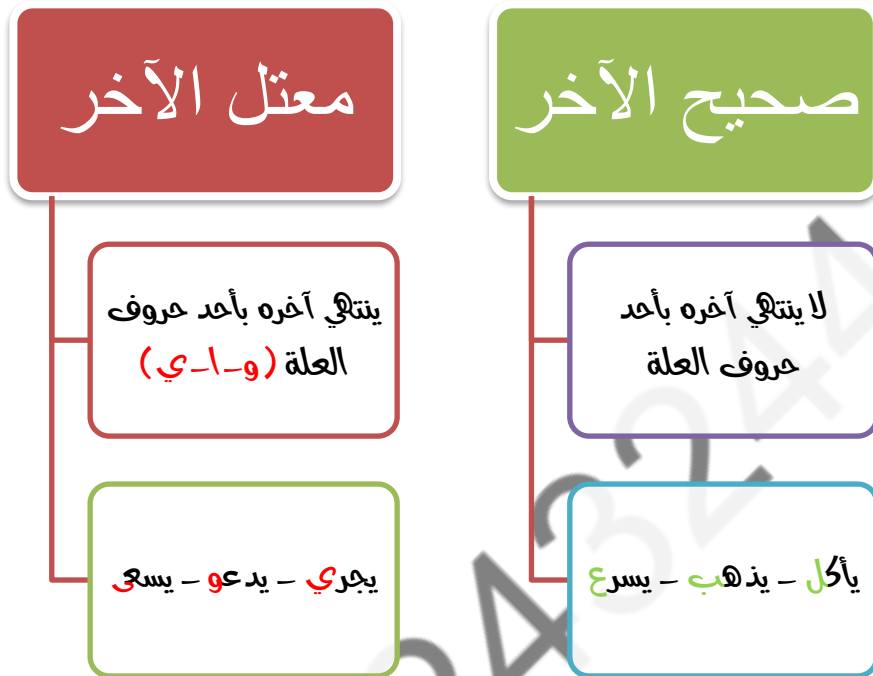 صحيح الآخر
لا ينتهي آخره بأحد
حروف العلة
يأكل – يذهب – يسرع
معتل الآخر
ينتهي آخره بأحد حروف
العلة (و–ا–ي)
يجري – يدعو – يسعى